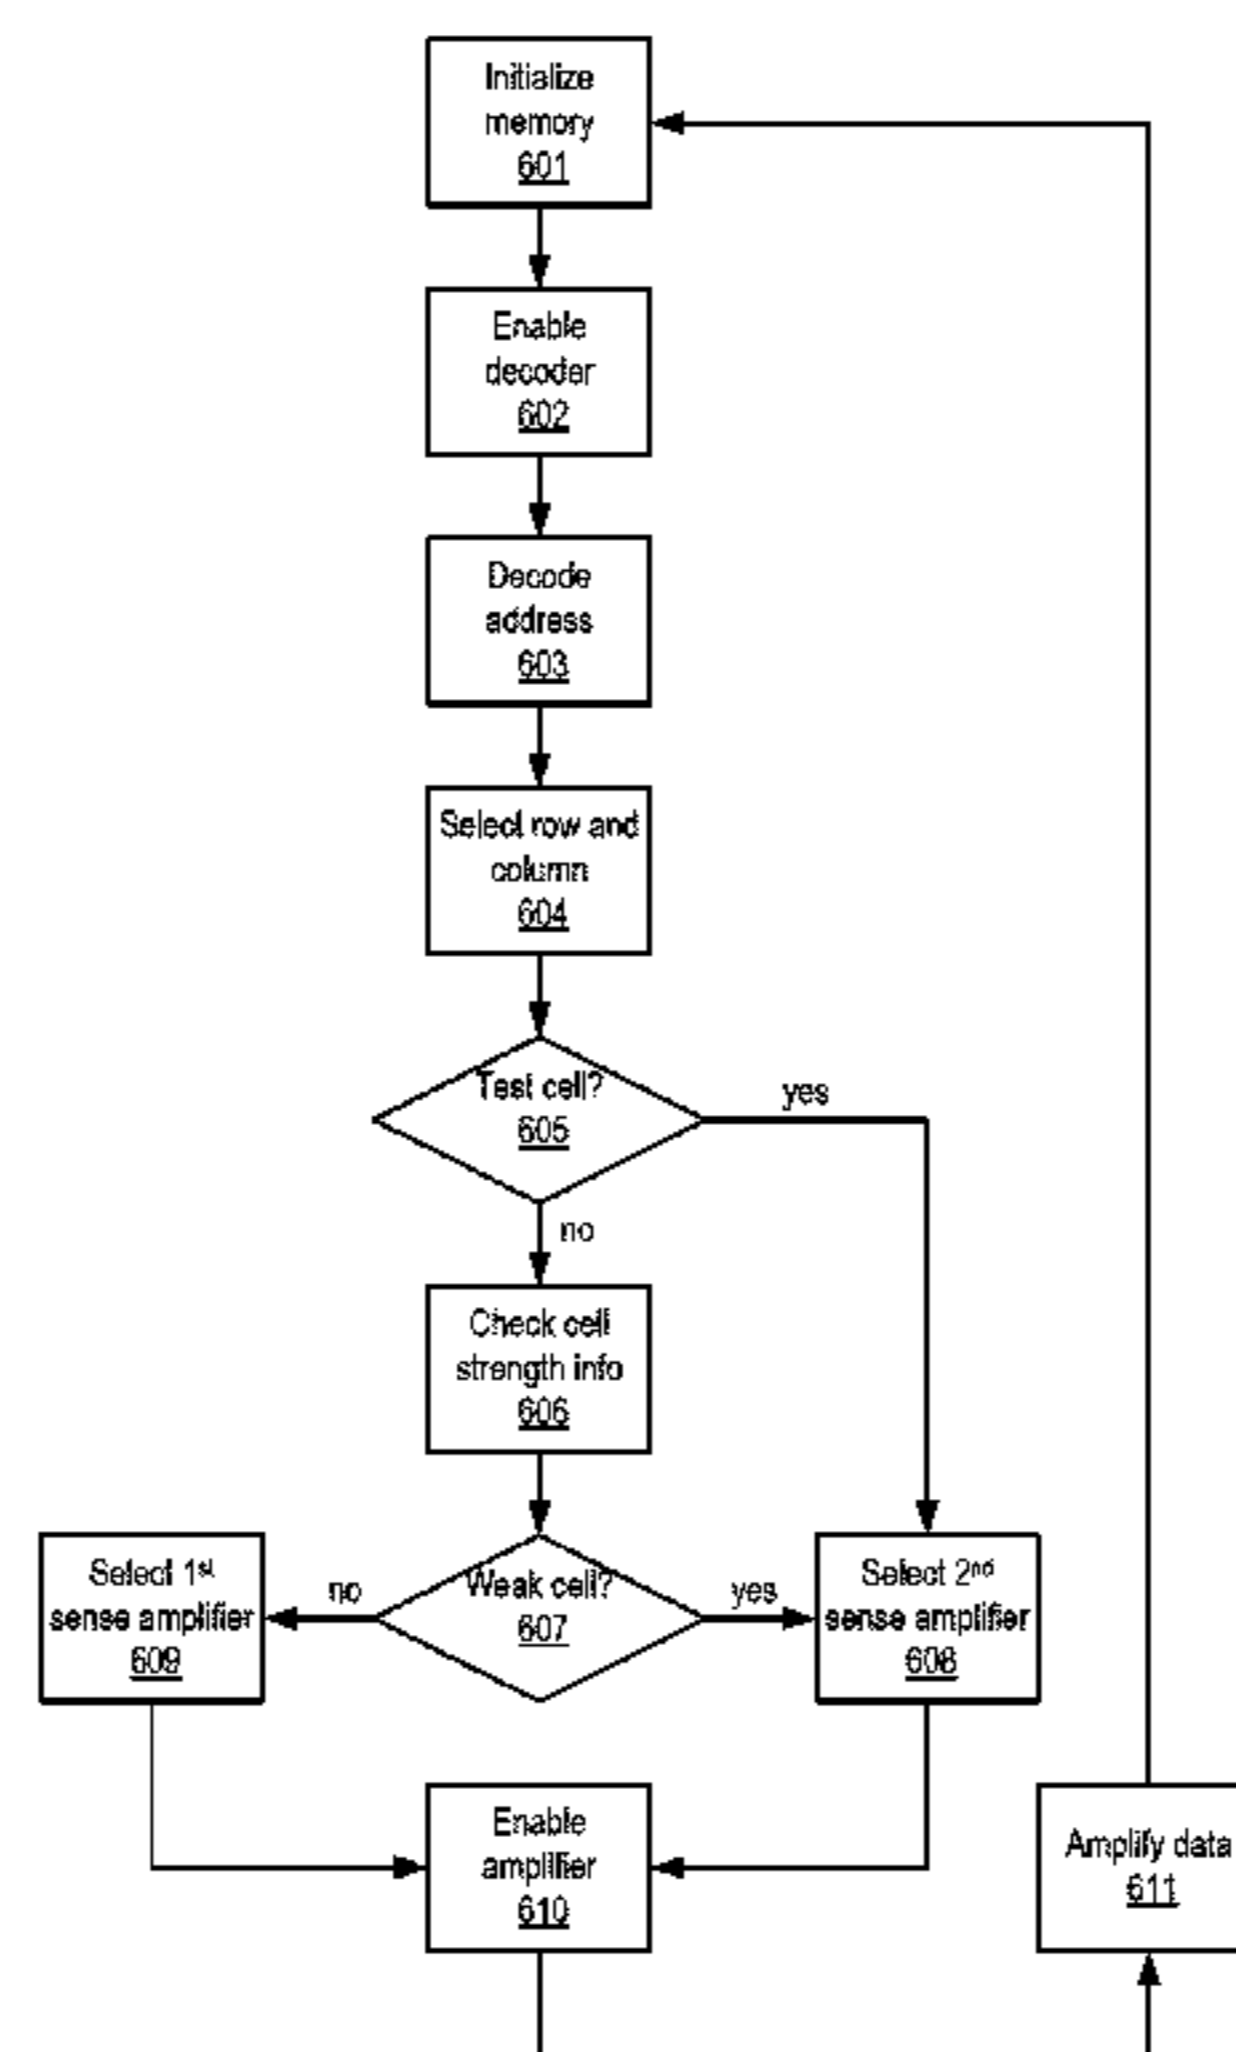 Initialize
memory
601
Enable
decoder
602
Decode
address
603
Select row and
column
604
Test cell?
605
yes
no
Check cell
strength info
606
Weak cell?
607
no
yes
Select 1st
sense amplifier
609
Select 2nd
sense amplifier
608
Enable
amplifier
610
Amplify data
611